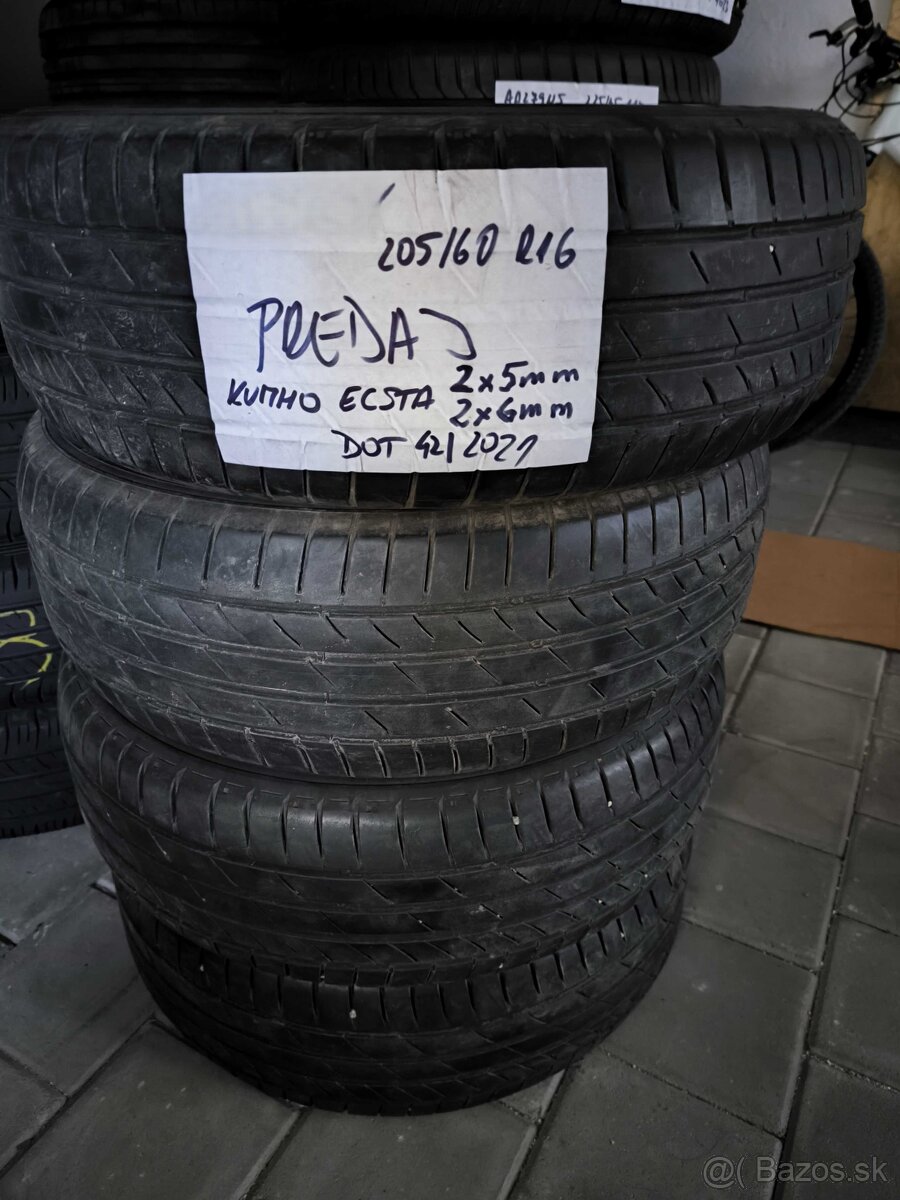 205/60 R16
PREDAJ
KUMHO ECSTA 2x5mm
2x6mm
DOT 42/2021
@( Bazos.sk